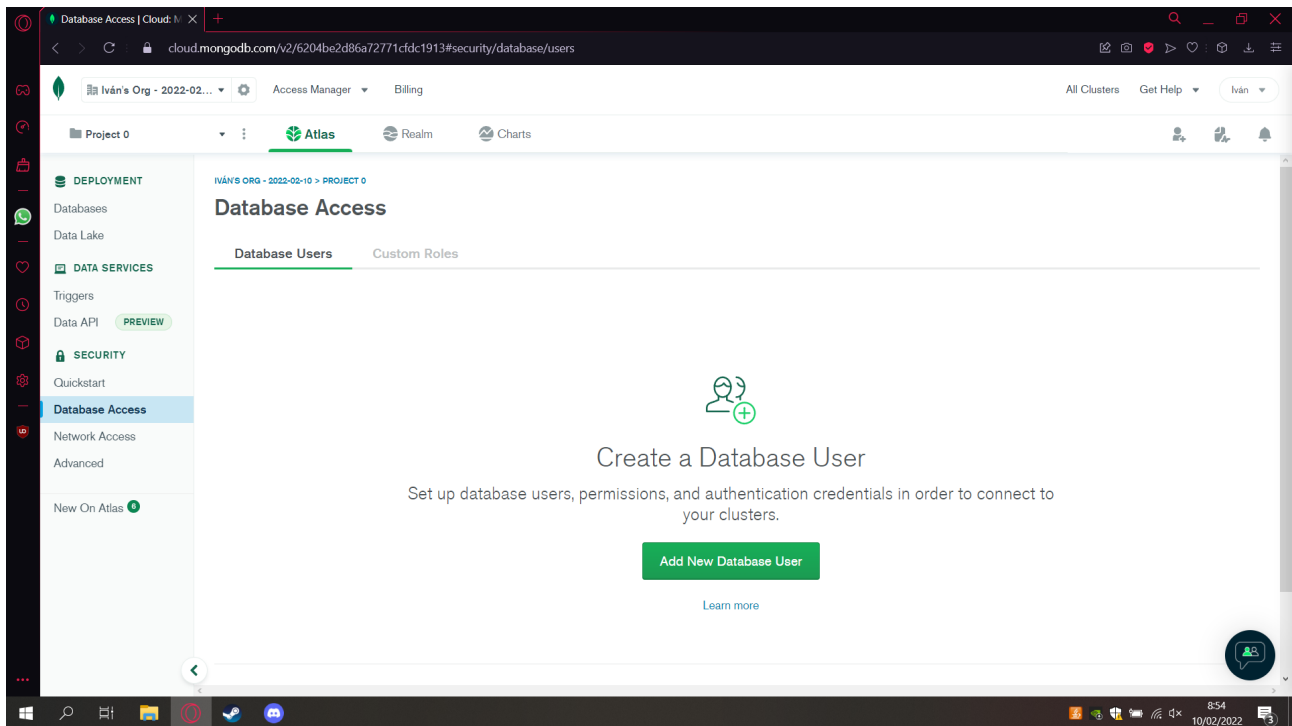 Database Access | Cloud: M
cloud.mongodb.com/v2/6204be2d86a72771cfdc1913#security/database/users
Iván's Org - 2022-02... Access Manager Billing All Clusters Get Help Iván
Project 0 Atlas Realm Charts
DEPLOYMENT
Databases
Data Lake
DATA SERVICES
Triggers
Data API PREVIEW
SECURITY
Quickstart
Database Access
Network Access
Advanced
New On Atlas 6
IVÁN'S ORG - 2022-02-10 > PROJECT 0
Database Access
Database Users Custom Roles
Create a Database User
Set up database users, permissions, and authentication credentials in order to connect to
your clusters.
Add New Database User
Learn more
8:54
10/02/2022
3